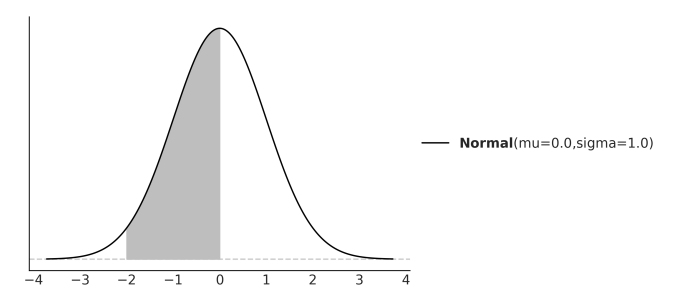 Normal(mu=0.0,sigma=1.0)
−4 −3 −2 −1 0 1 2 3 4